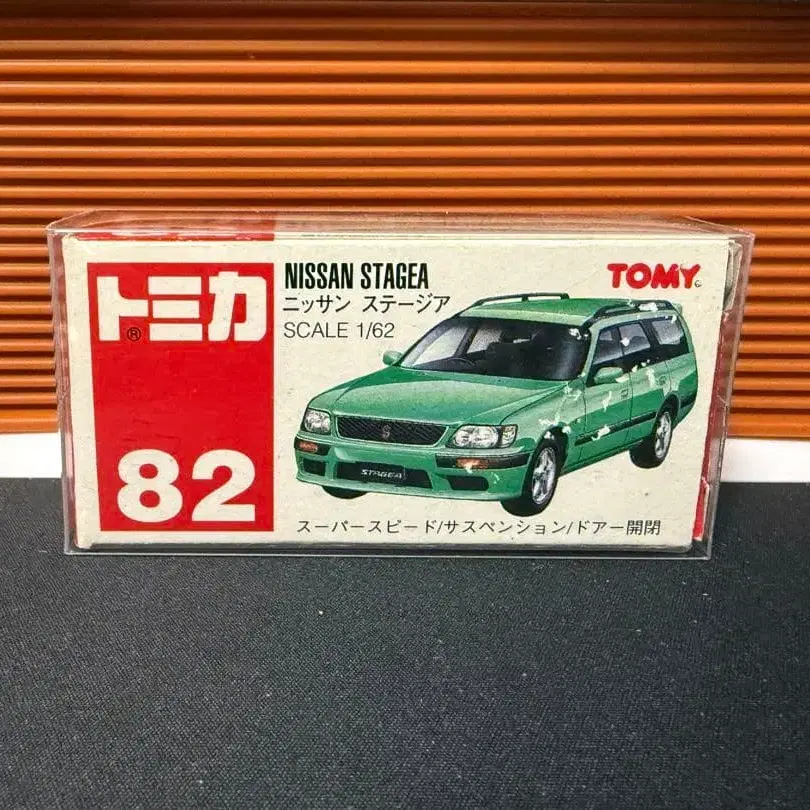 トミカ®
82
NISSAN STAGEA
ニッサン ステージア
SCALE 1/62
TOMY©
STAGEA
スーパースピード/サスペンション/ドアー開閉